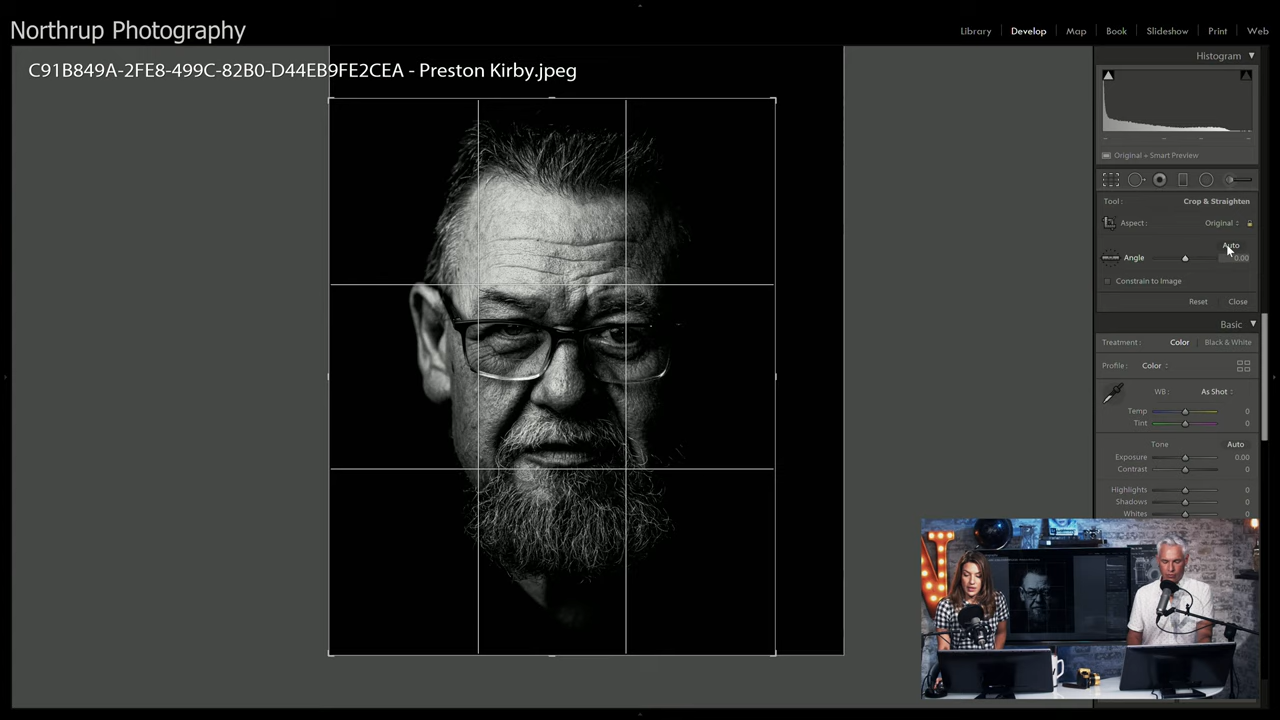 Northrup Photography
Library Develop Map Book Slideshow Print Web
C91B849A-2FE8-499C-82B0-D44EB9FE2CEA - Preston Kirby.jpeg
Histogram
Original + Smart Preview
Tool: Crop & Straighten
Aspect: Original
Auto
Angle 0.00
Constrain to Image
Reset Close
Basic
Treatment: Color Black & White
Profile: Color
WB: As Shot
Temp 0
Tint 0
Tone Auto
Exposure 0.00
Contrast 0
Highlights 0
Shadows 0
Whites 0
N